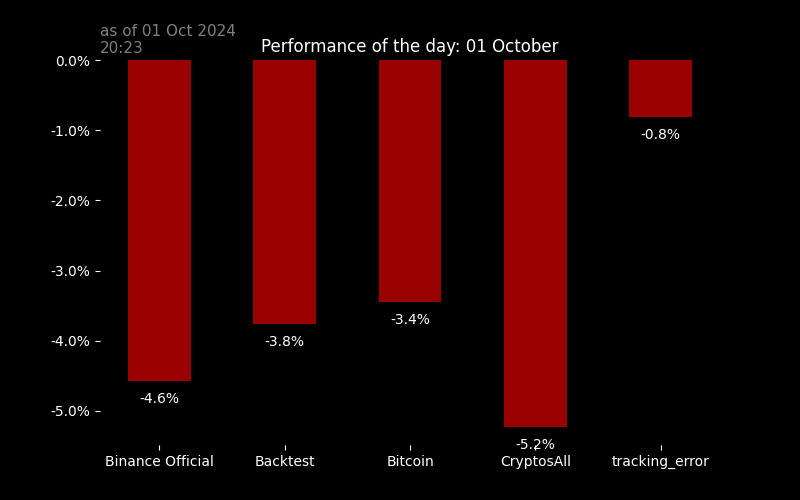 as of 01 Oct 2024
20:23
Performance of the day: 01 October
0.0%
-1.0%
-2.0%
-3.0%
-4.0%
-5.0%
-4.6%
-3.8%
-3.4%
-5.2%
-0.8%
Binance Official
Backtest
Bitcoin
CryptosAll
tracking_error